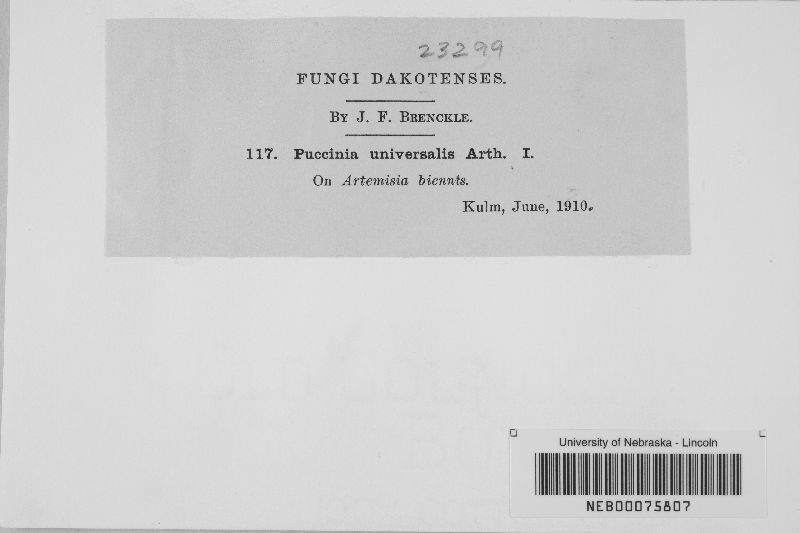 23299
FUNGI DAKOTENSES.
BY J. F. BRENCKLE.
117. Puccinia universalis Arth. I.
On Artemisia biennts.
Kulm, June, 1910.
University of Nebraska - Lincoln
NEB00075807